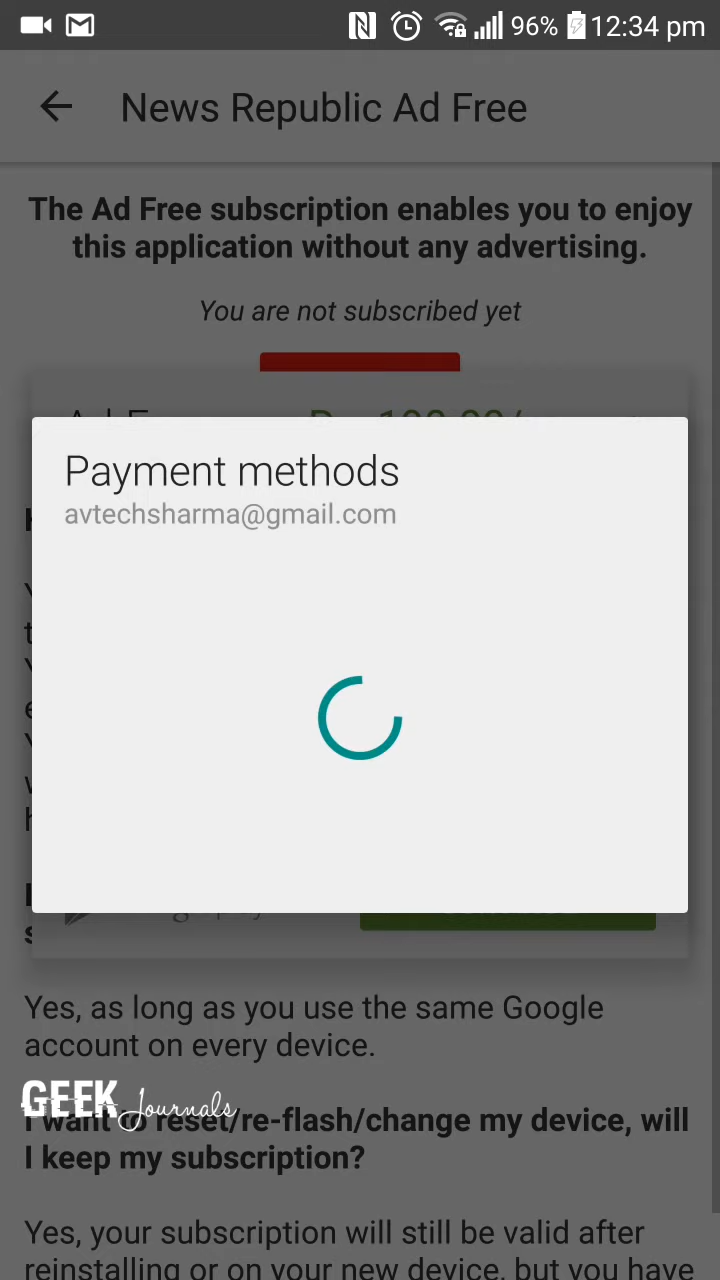 96% 12:34 pm
News Republic Ad Free
The Ad Free subscription enables you to enjoy
this application without any advertising.
You are not subscribed yet
Payment methods
avtechsharma@gmail.com
Yes, as long as you use the same Google
account on every device.
GEEK Journals
I want to reset/re-flash/change my device, will
I keep my subscription?
Yes, your subscription will still be valid after
reinstalling or on your new device, but you have